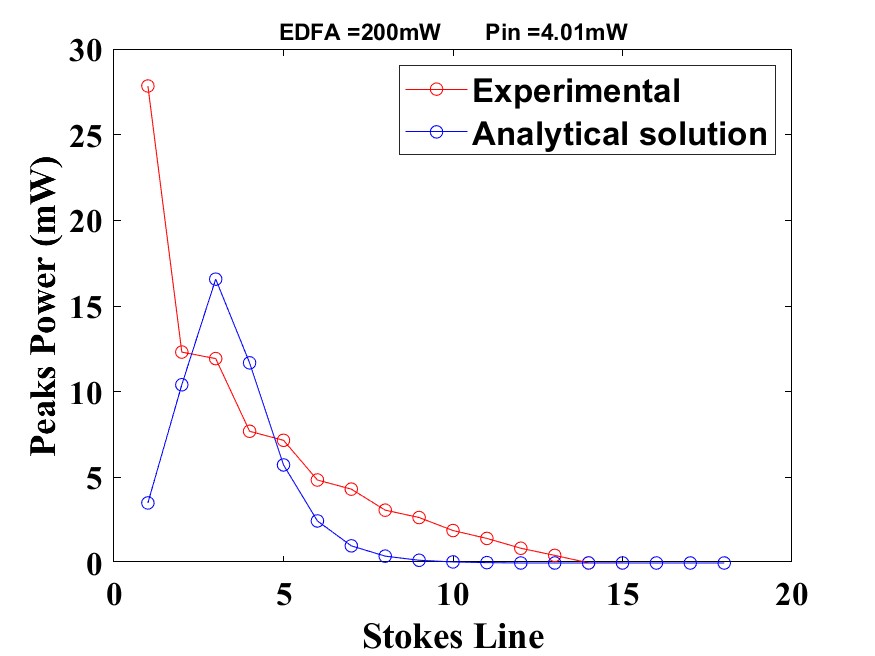 EDFA =200mW Pin =4.01mW
30
25
20
15
10
5
0
Peaks Power (mW)
Experimental
Analytical solution
0 5 10 15 20
Stokes Line